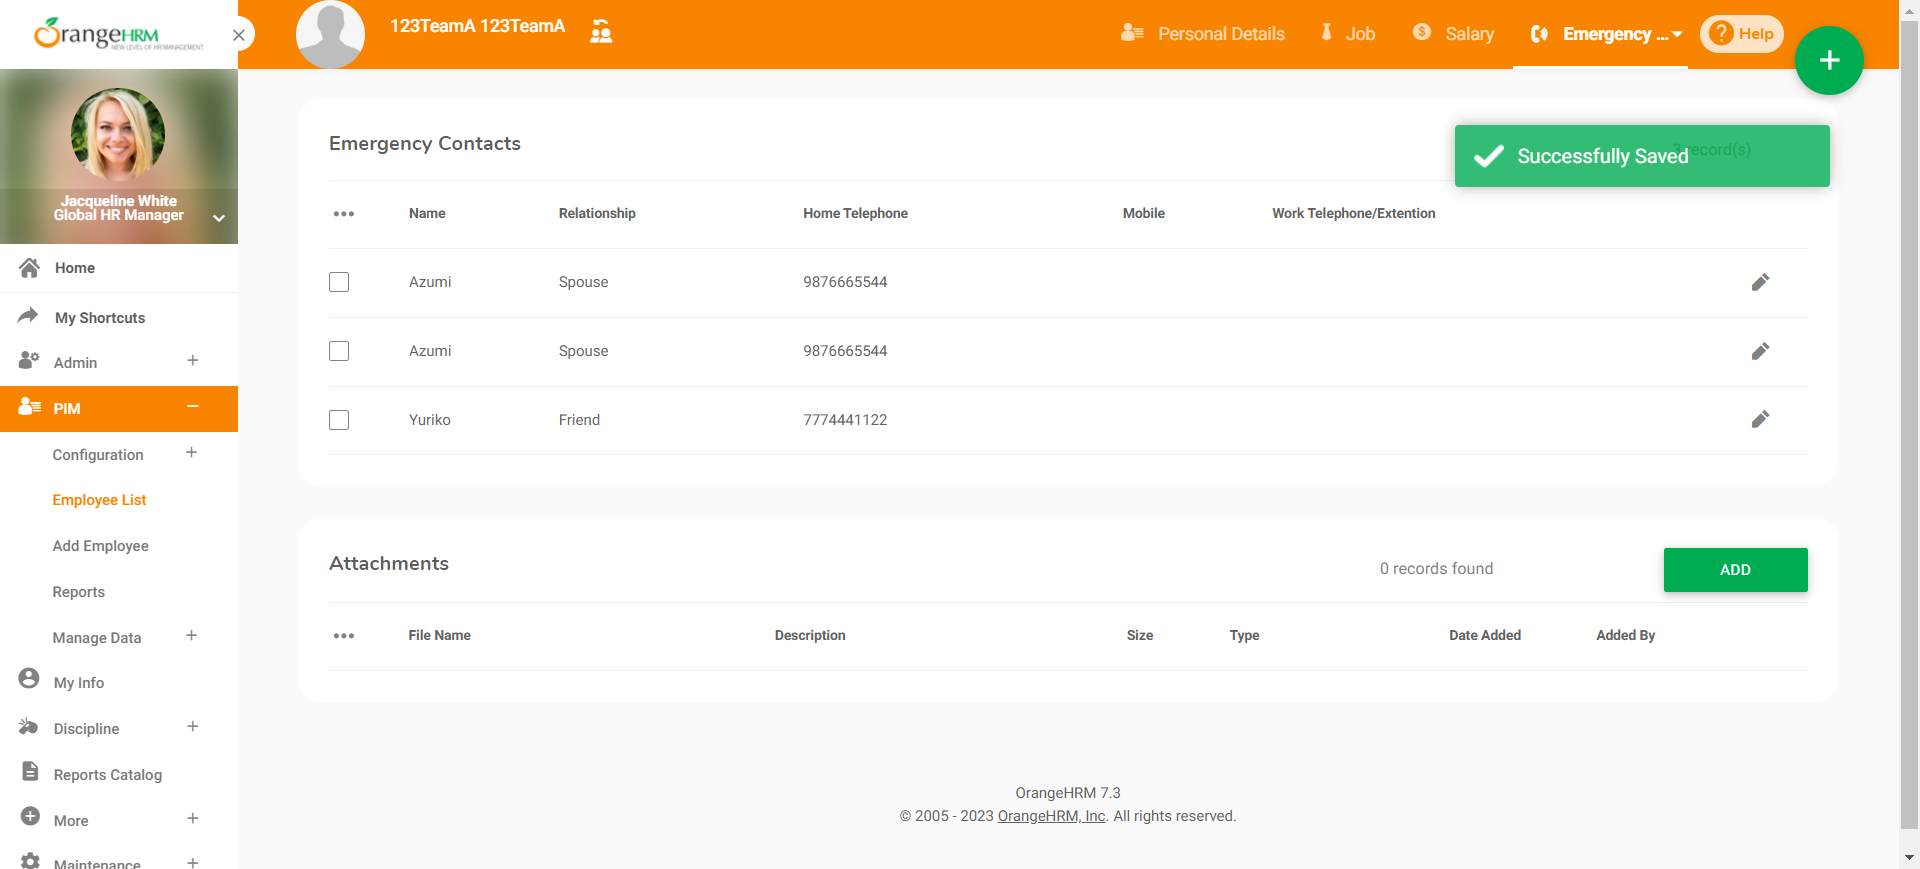 OrangeHRM
NEW LEVEL OF HR MANAGEMENT
123TeamA 123TeamA
Personal Details
Job
Salary
Emergency ...
Help
Jacqueline White
Global HR Manager
Home
My Shortcuts
Admin
PIM
Configuration
Employee List
Add Employee
Reports
Manage Data
My Info
Discipline
Reports Catalog
More
Maintenance
Emergency Contacts
3 record(s)
Successfully Saved
Name Relationship Home Telephone Mobile Work Telephone/Extention
Azumi Spouse 9876665544
Azumi Spouse 9876665544
Yuriko Friend 7774441122
Attachments
0 records found
ADD
File Name Description Size Type Date Added Added By
OrangeHRM 7.3
© 2005 - 2023 OrangeHRM, Inc. All rights reserved.